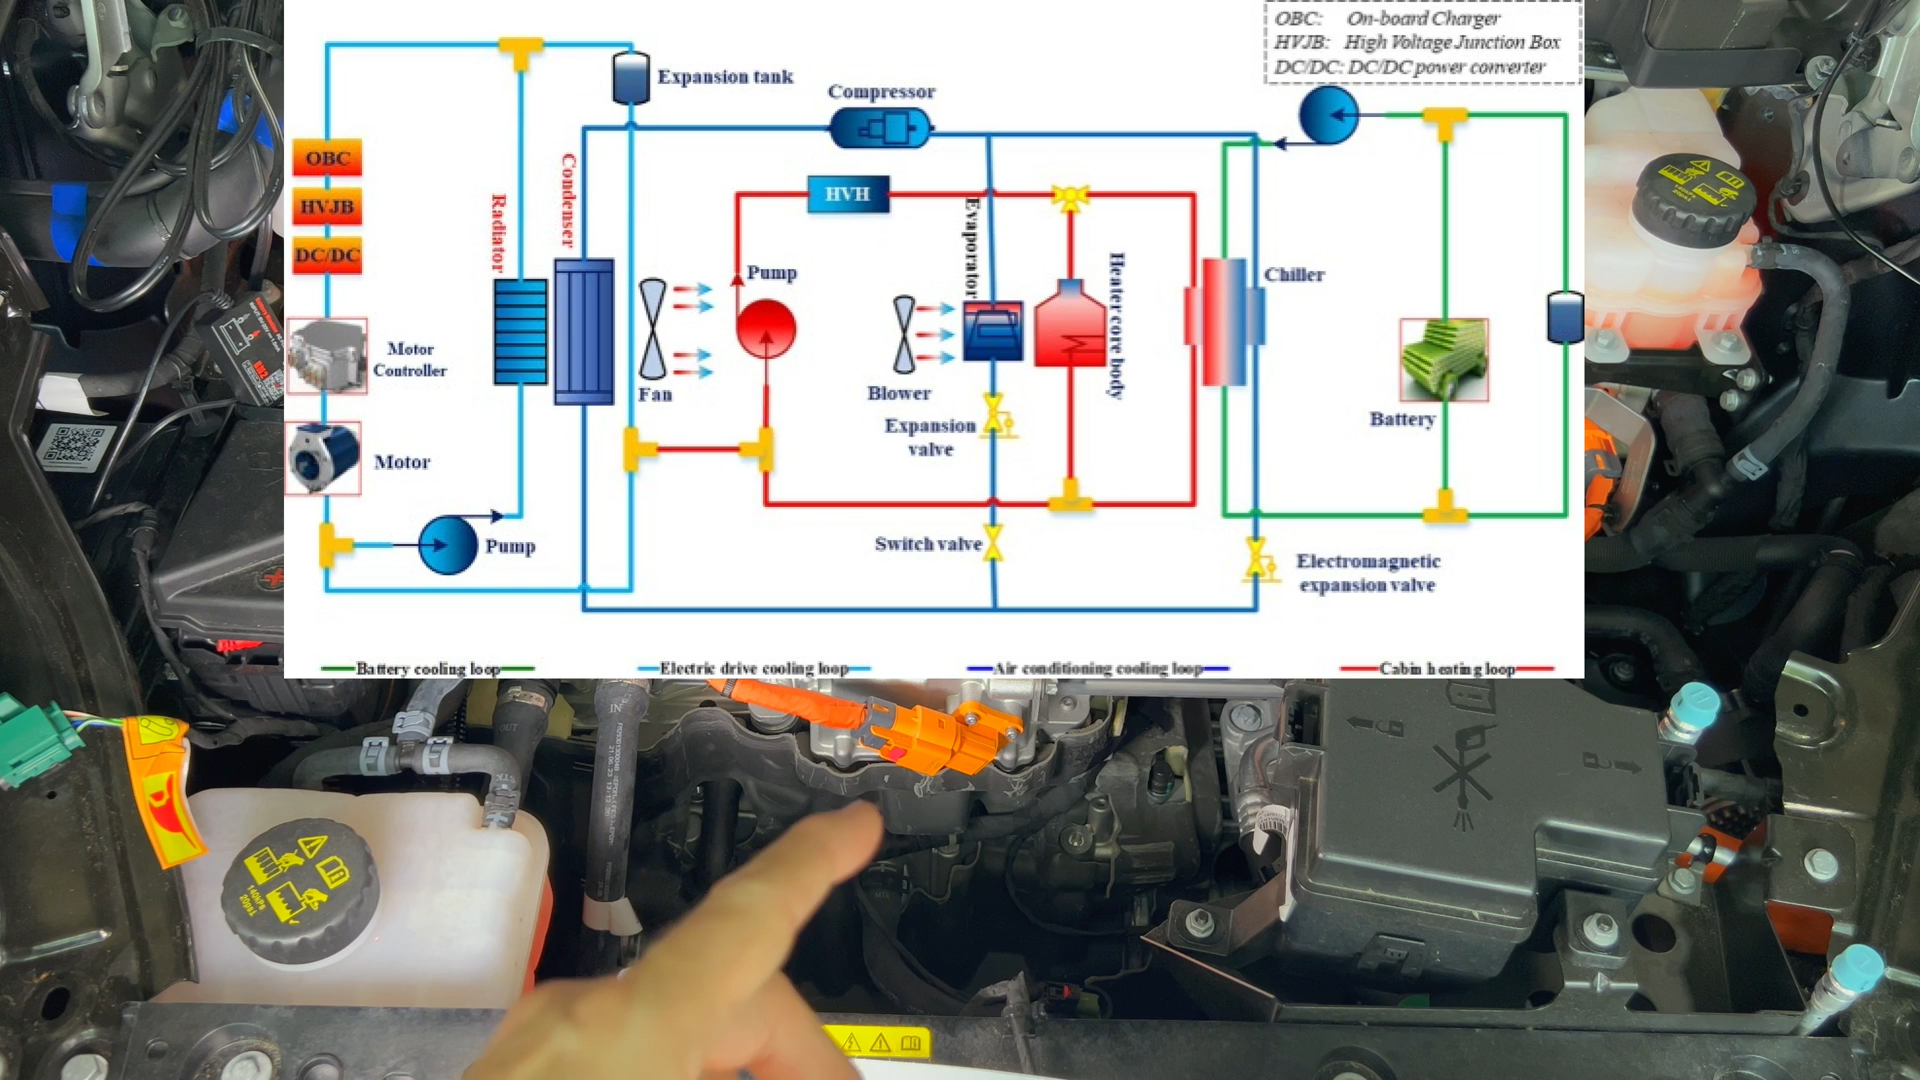 OBC: On-board Charger
HVJB: High Voltage Junction Box
DC/DC: DC/DC power converter
Expansion tank
Compressor
OBC
HVJB
DC/DC
Radiator
Condenser
HVH
Evaporator
Heater core body
Pump
Chiller
Motor
Controller
Fan
Blower
Expansion
valve
Battery
Motor
Pump
Switch valve
Electromagnetic
expansion valve
Battery cooling loop
Electric drive cooling loop
Air conditioning cooling loop
Cabin heating loop
OUT
IN
140kPa